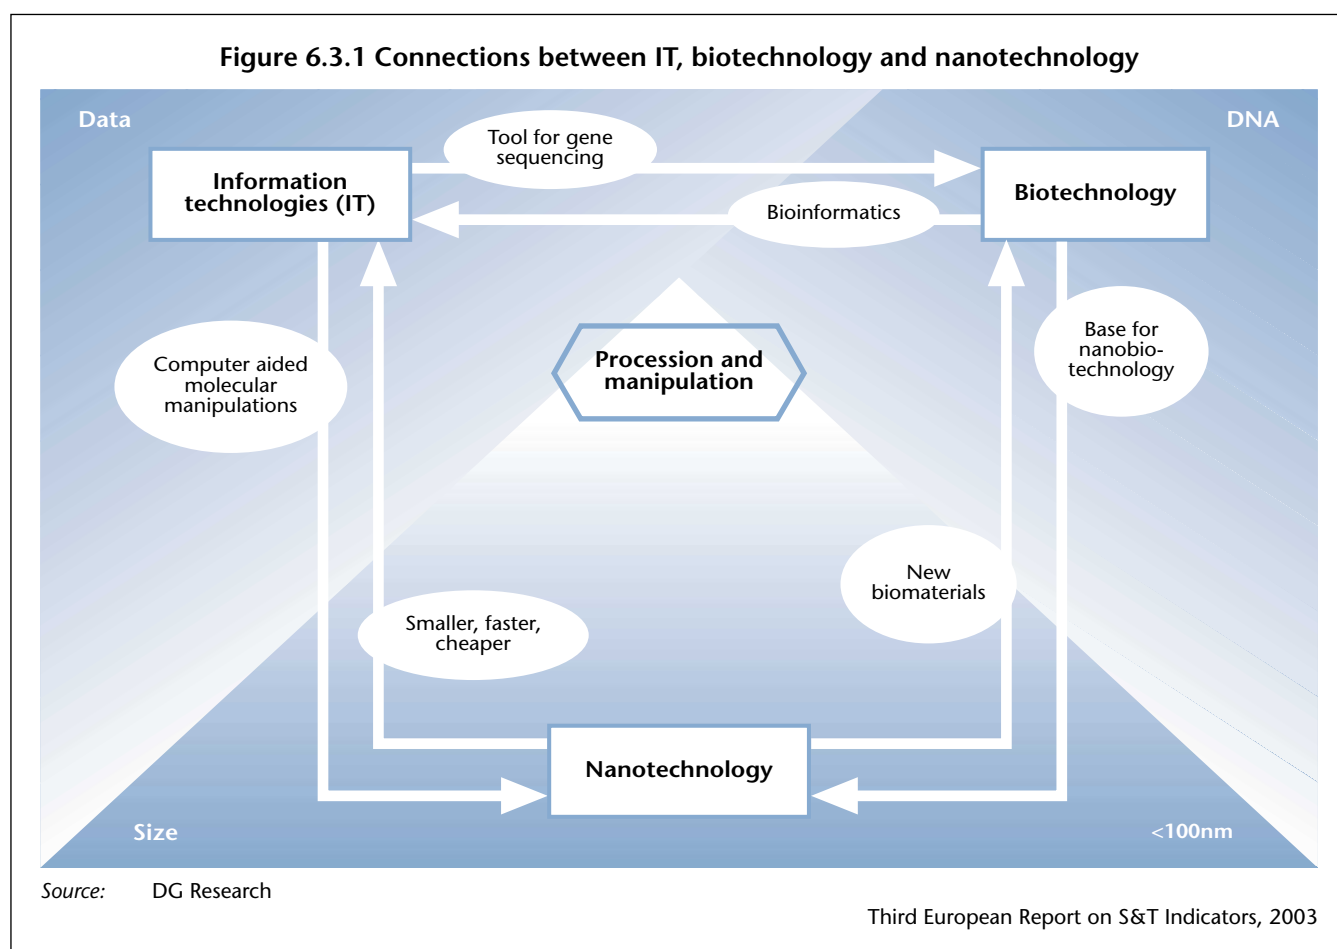 Figure 6.3.1 Connections between IT, biotechnology and nanotechnology
Data
DNA
Tool for gene
sequencing
Information
technologies (IT)
Biotechnology
Bioinformatics
Computer aided
molecular
manipulations
Procession and
manipulation
Base for
nanobio-
technology
Smaller, faster,
cheaper
New
biomaterials
Nanotechnology
Size
<100nm
Source: DG Research
Third European Report on S&T Indicators, 2003